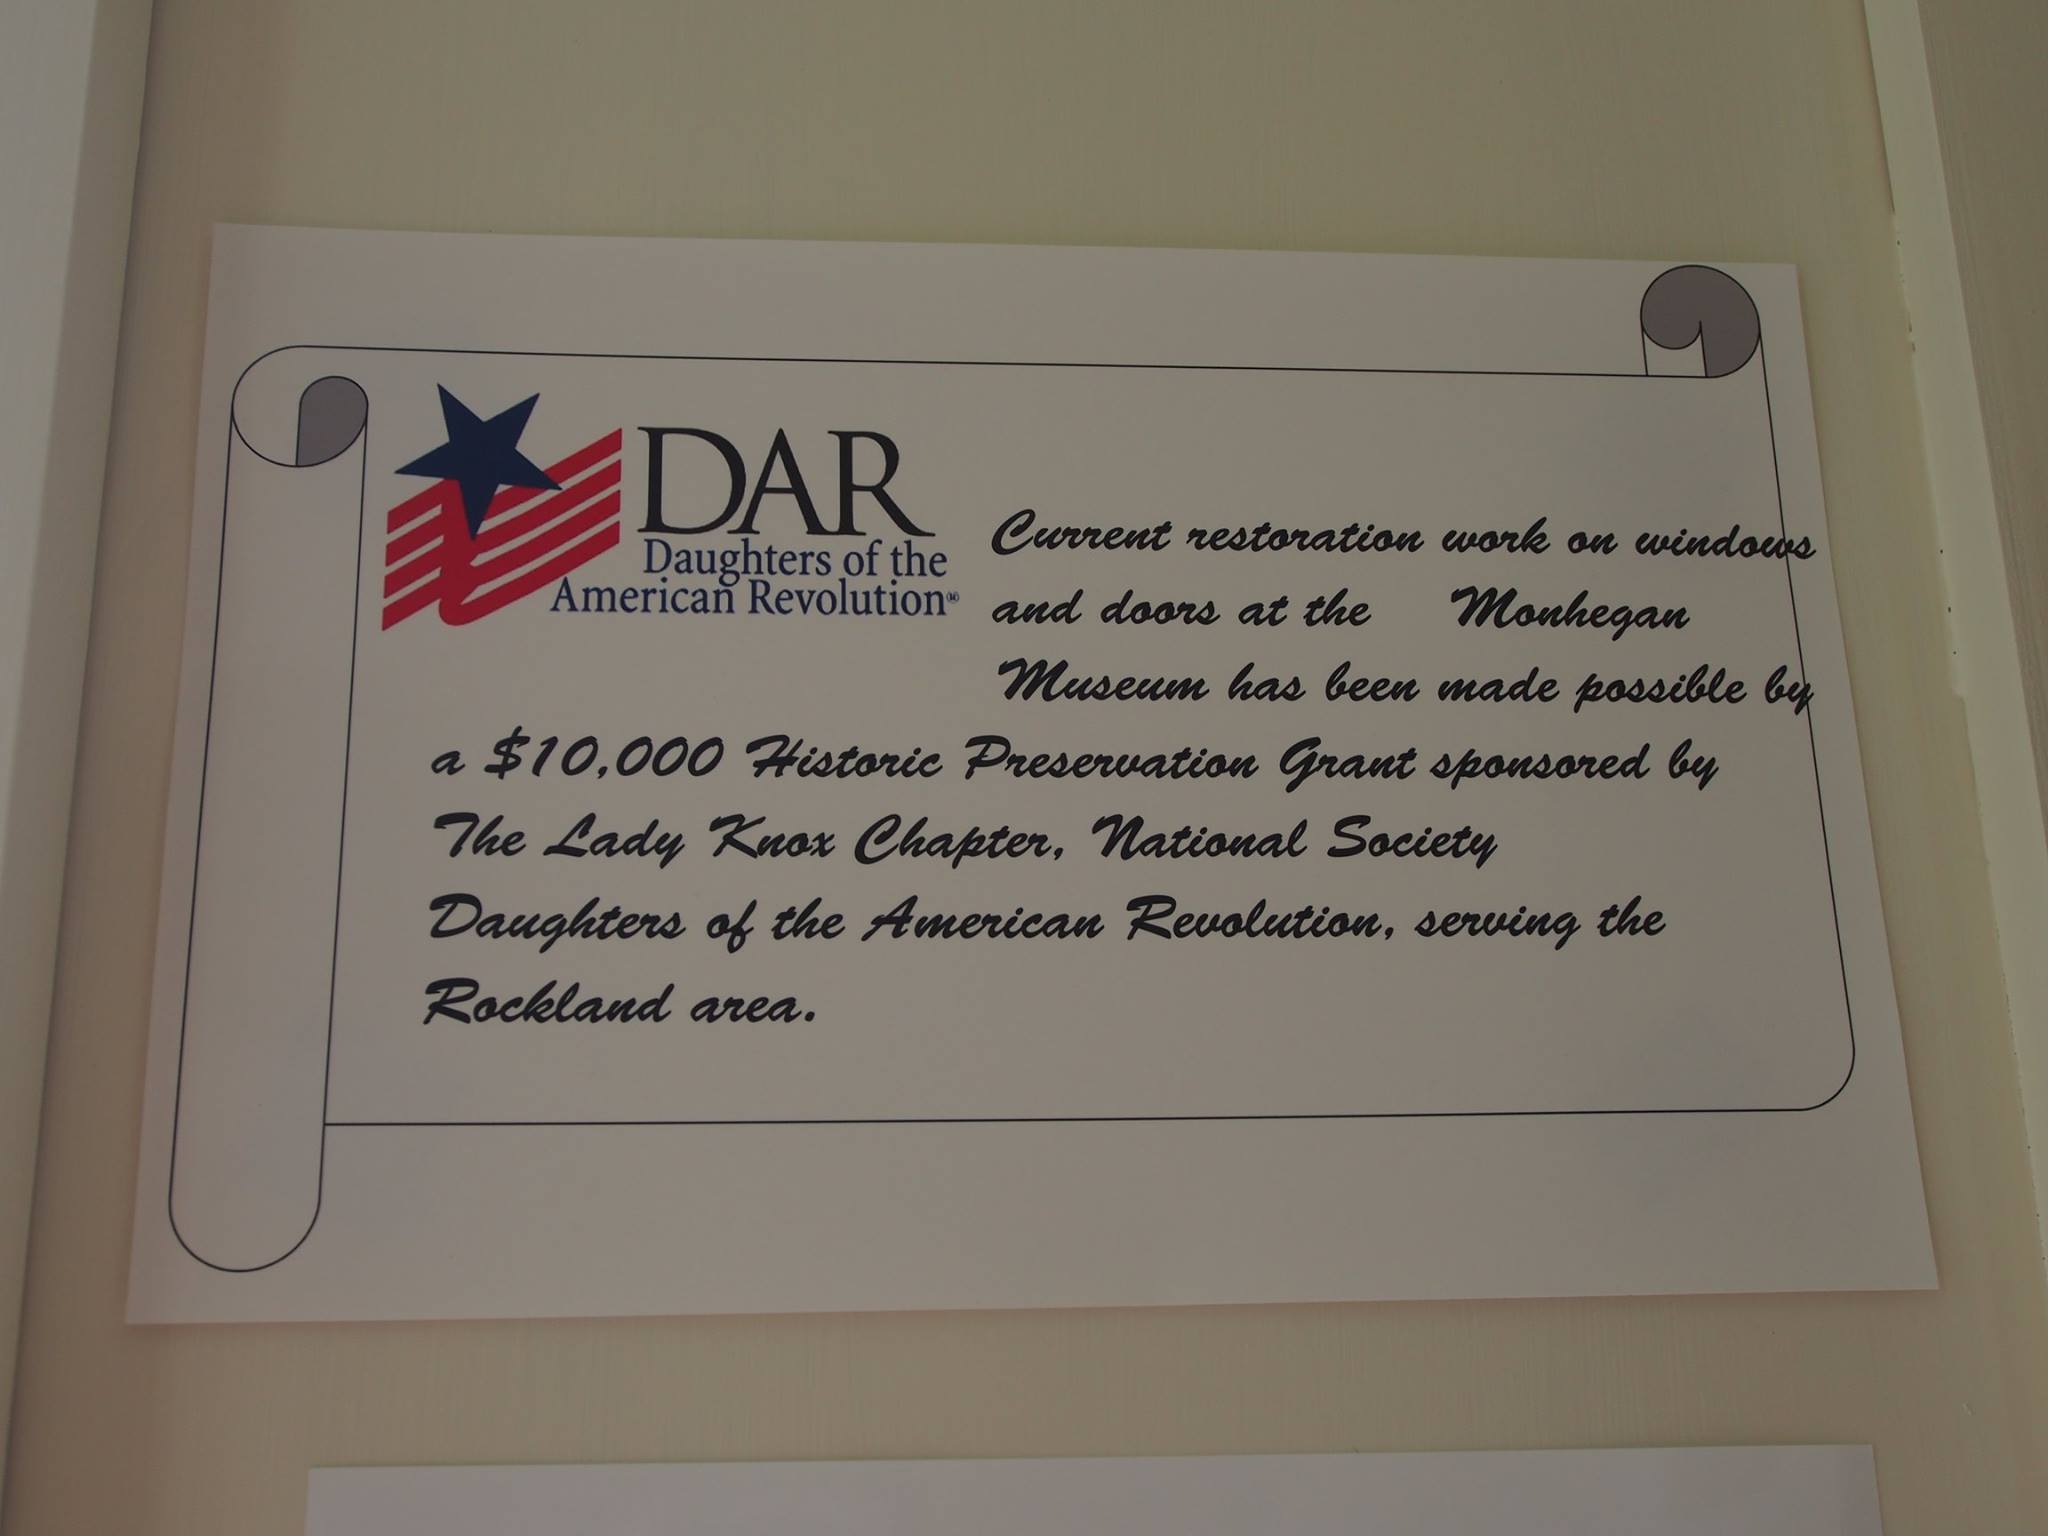 DAR
Daughters of the
American Revolution
Current restoration work on windows
and doors at the Monhegan
Museum has been made possible by
a $10,000 Historic Preservation Grant sponsored by
The Lady Knox Chapter, National Society
Daughters of the American Revolution, serving the
Rockland area.